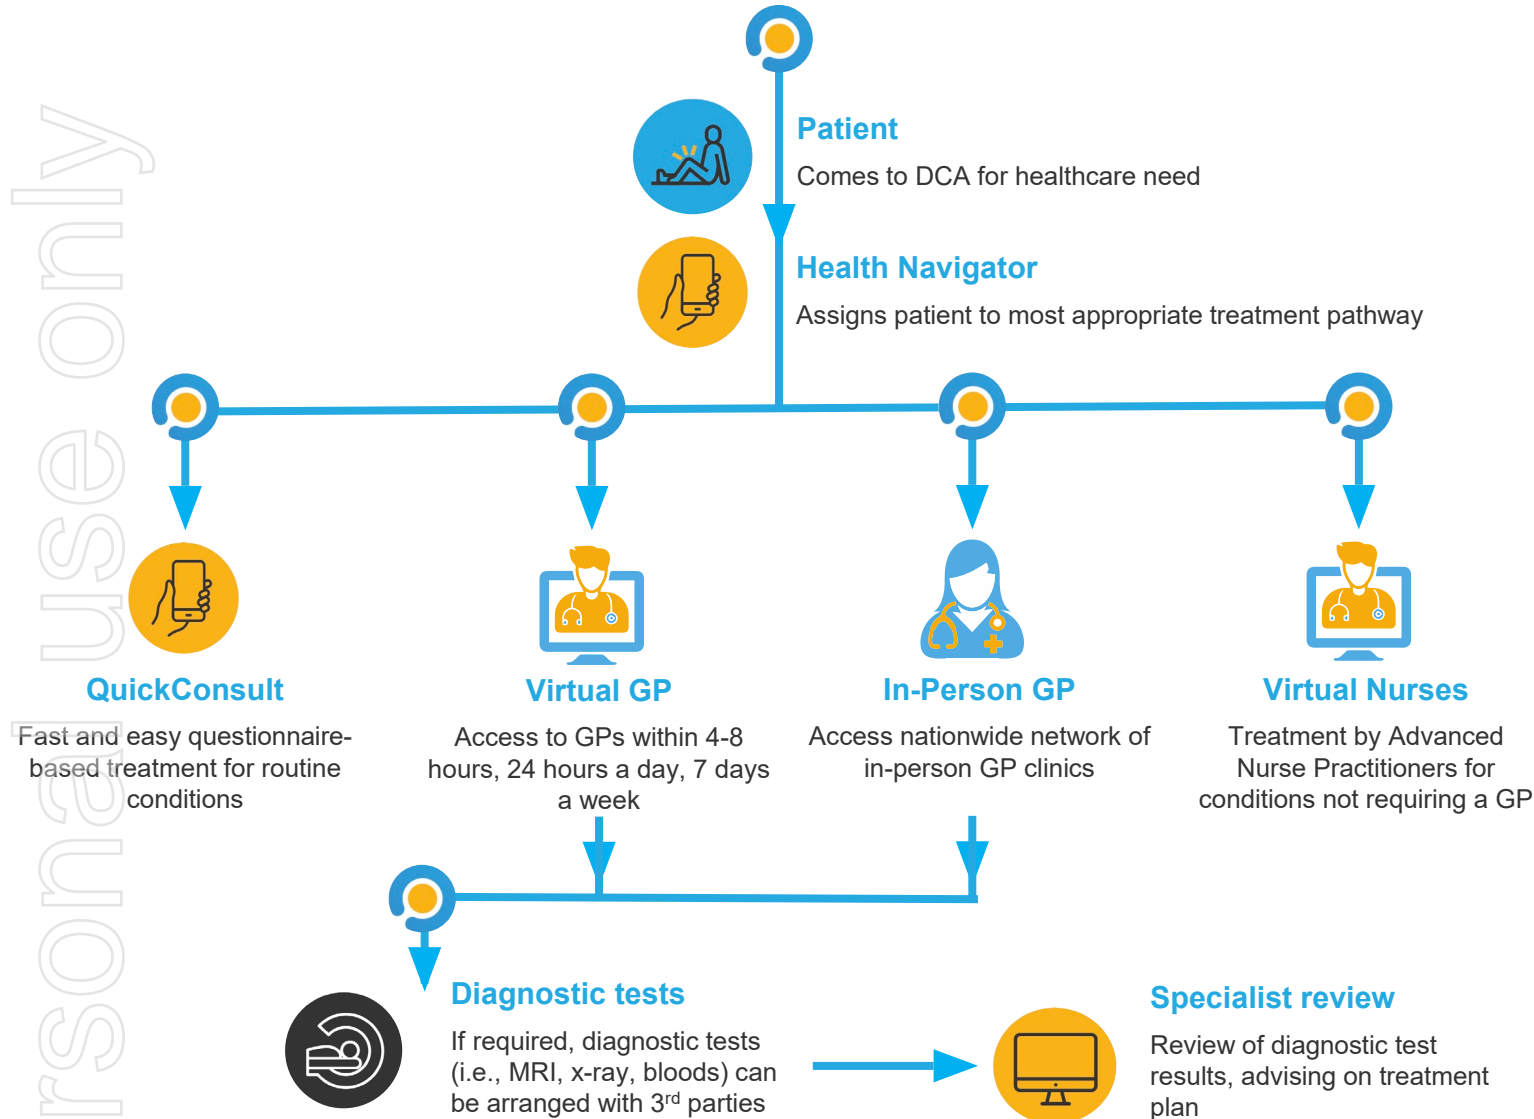 Patient
Comes to DCA for healthcare need
Health Navigator
Assigns patient to most appropriate treatment pathway
QuickConsult
Fast and easy questionnaire-
based treatment for routine
conditions
Virtual GP
Access to GPs within 4-8
hours, 24 hours a day, 7 days
a week
In-Person GP
Access nationwide network of
in-person GP clinics
Virtual Nurses
Treatment by Advanced
Nurse Practitioners for
conditions not requiring a GP
Diagnostic tests
If required, diagnostic tests
(i.e., MRI, x-ray, bloods) can
be arranged with 3rd parties
Specialist review
Review of diagnostic test
results, advising on treatment
plan
rsonal use only